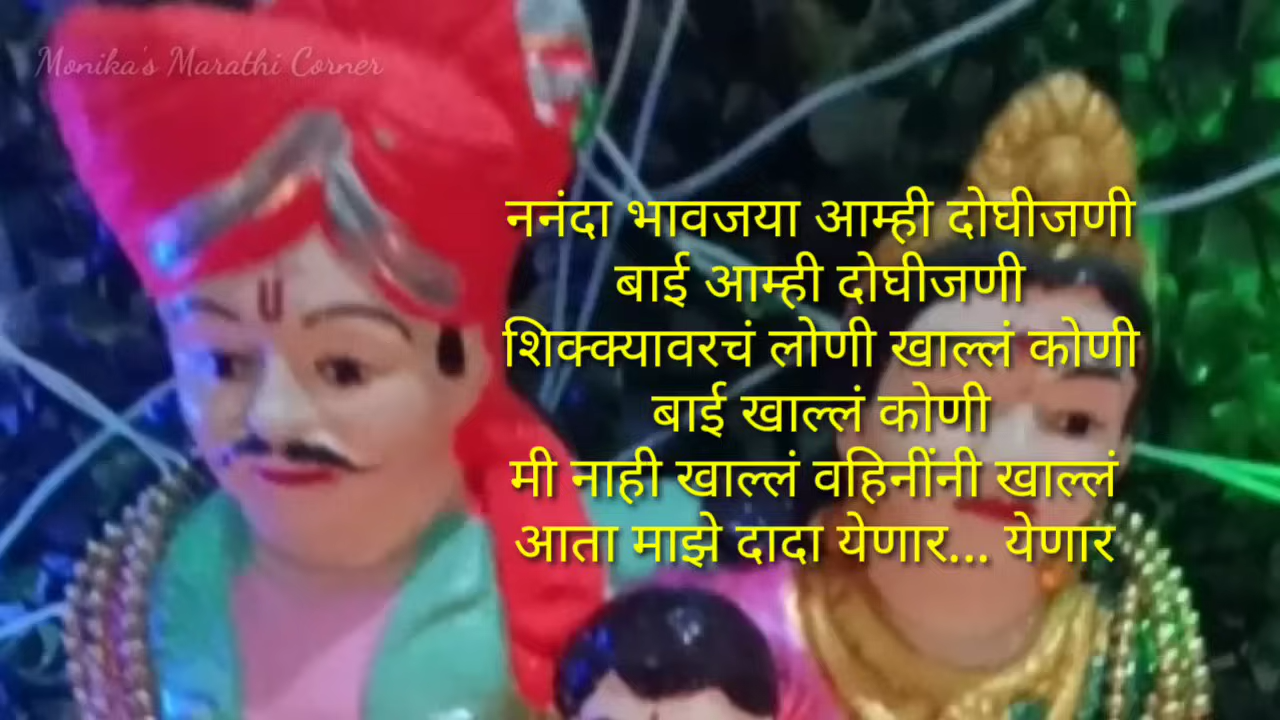 Monika's Marathi Corner
ननंदा भावजया आम्ही दोघीजणी
बाई आम्ही दोघीजणी
शिक्क्यावरचं लोणी खाल्लं कोणी
बाई खाल्लं कोणी
मी नाही खाल्लं वहिनींनी खाल्लं
आता माझे दादा येणार... येणार